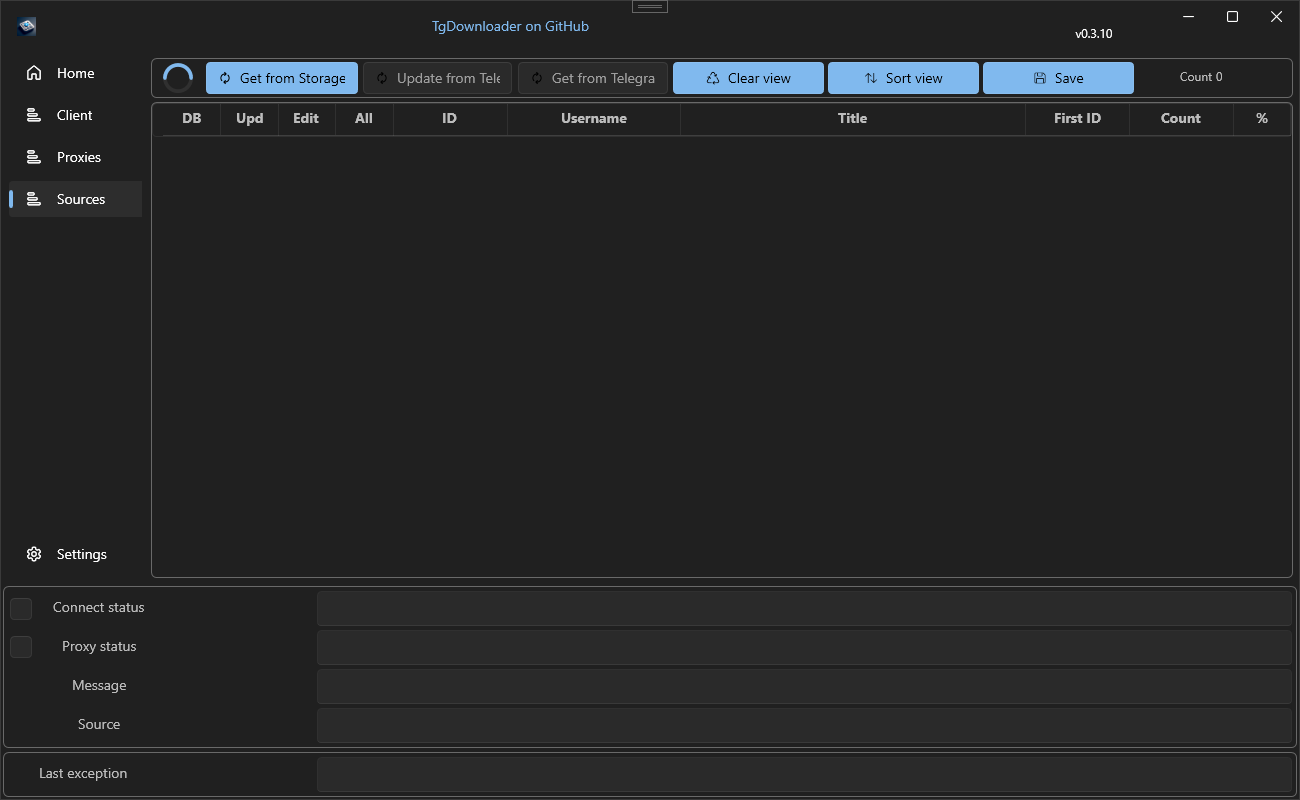 TgDownloader on GitHub
v0.3.10
Home
Client
Proxies
Sources
Settings
Get from Storage
Update from Tele
Get from Telegra
Clear view
Sort view
Save
Count 0
DB Upd Edit All ID Username Title First ID Count %
Connect status
Proxy status
Message
Source
Last exception